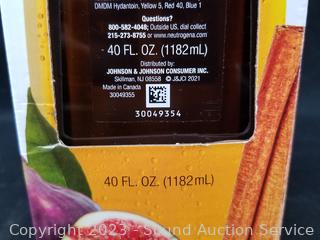 DMDM Hydantoin, Yellow 5, Red 40, Blue 1
Questions?
800-582-4048; Outside US, dial collect
215-273-8755 or www.neutrogena.com
40 FL. OZ. (1182mL)
Distributed by:
JOHNSON & JOHNSON CONSUMER INC.
Skillman, NJ 08558 © J&JCI 2021
Made in Canada
30049355
30049354
40 FL. OZ. (1182mL)
Copyright 2023 - Strand Auction Service